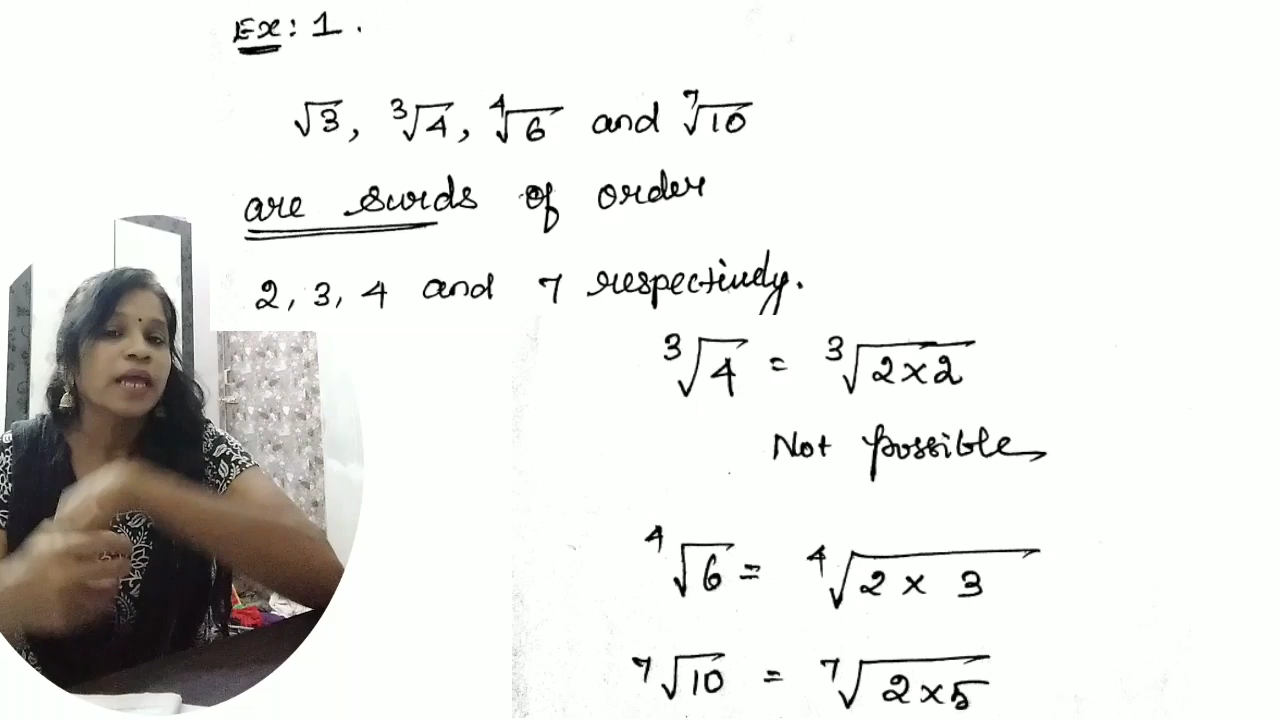 Ex: 1.
√3, ³√4, ⁴√6 and ⁷√10
are surds of order
2, 3, 4 and 7 respectively.
³√4 = ³√2×2
Not possible
⁴√6 = ⁴√2 × 3
⁷√10 = ⁷√2×5